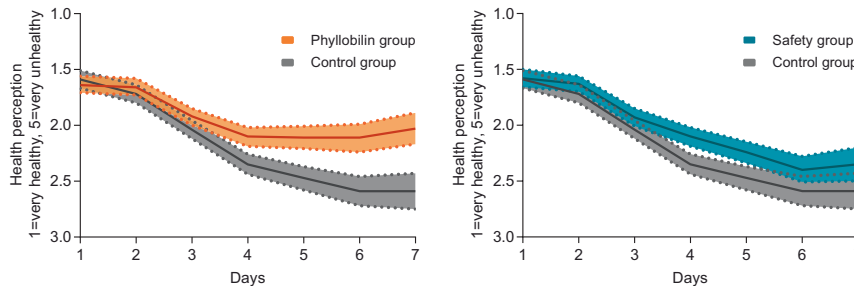 Health perception
1=very healthy, 5=very unhealthy
1.0
1.5
2.0
2.5
3.0
Phyllobilin group
Control group
1 2 3 4 5 6 7
Days
Health perception
1=very healthy, 5=very unhealthy
1.0
1.5
2.0
2.5
3.0
Safety group
Control group
1 2 3 4 5 6
Days